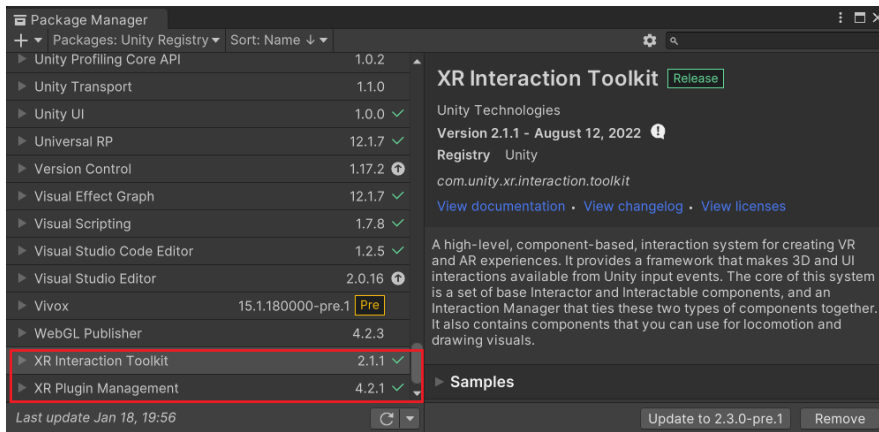 Package Manager
Packages: Unity Registry Sort: Name ↓
Unity Profiling Core API 1.0.2
Unity Transport 1.1.0
Unity UI 1.0.0
Universal RP 12.1.7
Version Control 1.17.2
Visual Effect Graph 12.1.7
Visual Scripting 1.7.8
Visual Studio Code Editor 1.2.5
Visual Studio Editor 2.0.16
Vivox 15.1.180000-pre.1 Pre
WebGL Publisher 4.2.3
XR Interaction Toolkit 2.1.1
XR Plugin Management 4.2.1
Last update Jan 18, 19:56
XR Interaction Toolkit Release
Unity Technologies
Version 2.1.1 - August 12, 2022
Registry Unity
com.unity.xr.interaction.toolkit
View documentation • View changelog • View licenses
A high-level, component-based, interaction system for creating VR
and AR experiences. It provides a framework that makes 3D and UI
interactions available from Unity input events. The core of this system
is a set of base Interactor and Interactable components, and an
Interaction Manager that ties these two types of components together.
It also contains components that you can use for locomotion and
drawing visuals.
Samples
Update to 2.3.0-pre.1 Remove